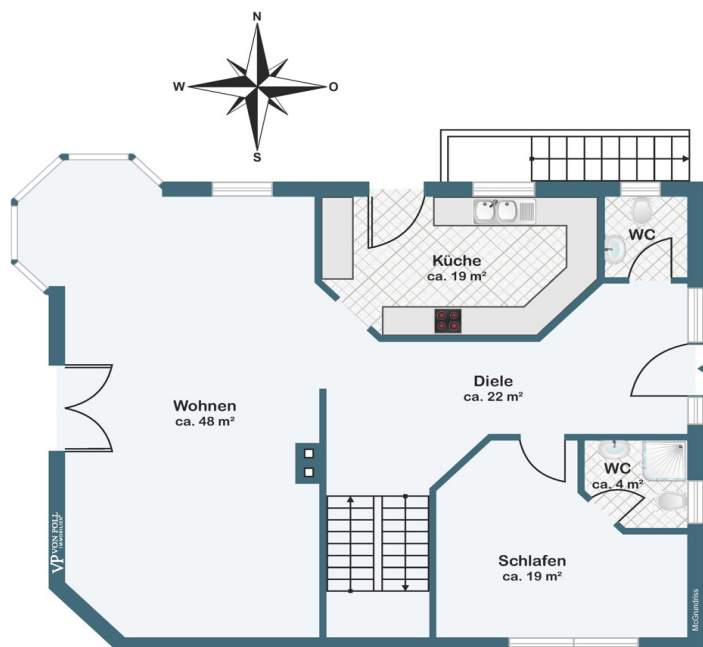 N
W
O
S
WC
Küche
ca. 19 m²
Diele
ca. 22 m²
Wohnen
ca. 48 m²
WC
ca. 4 m²
Schlafen
ca. 19 m²
VP VON POLL
IMMOBILIEN®
McGrundriss